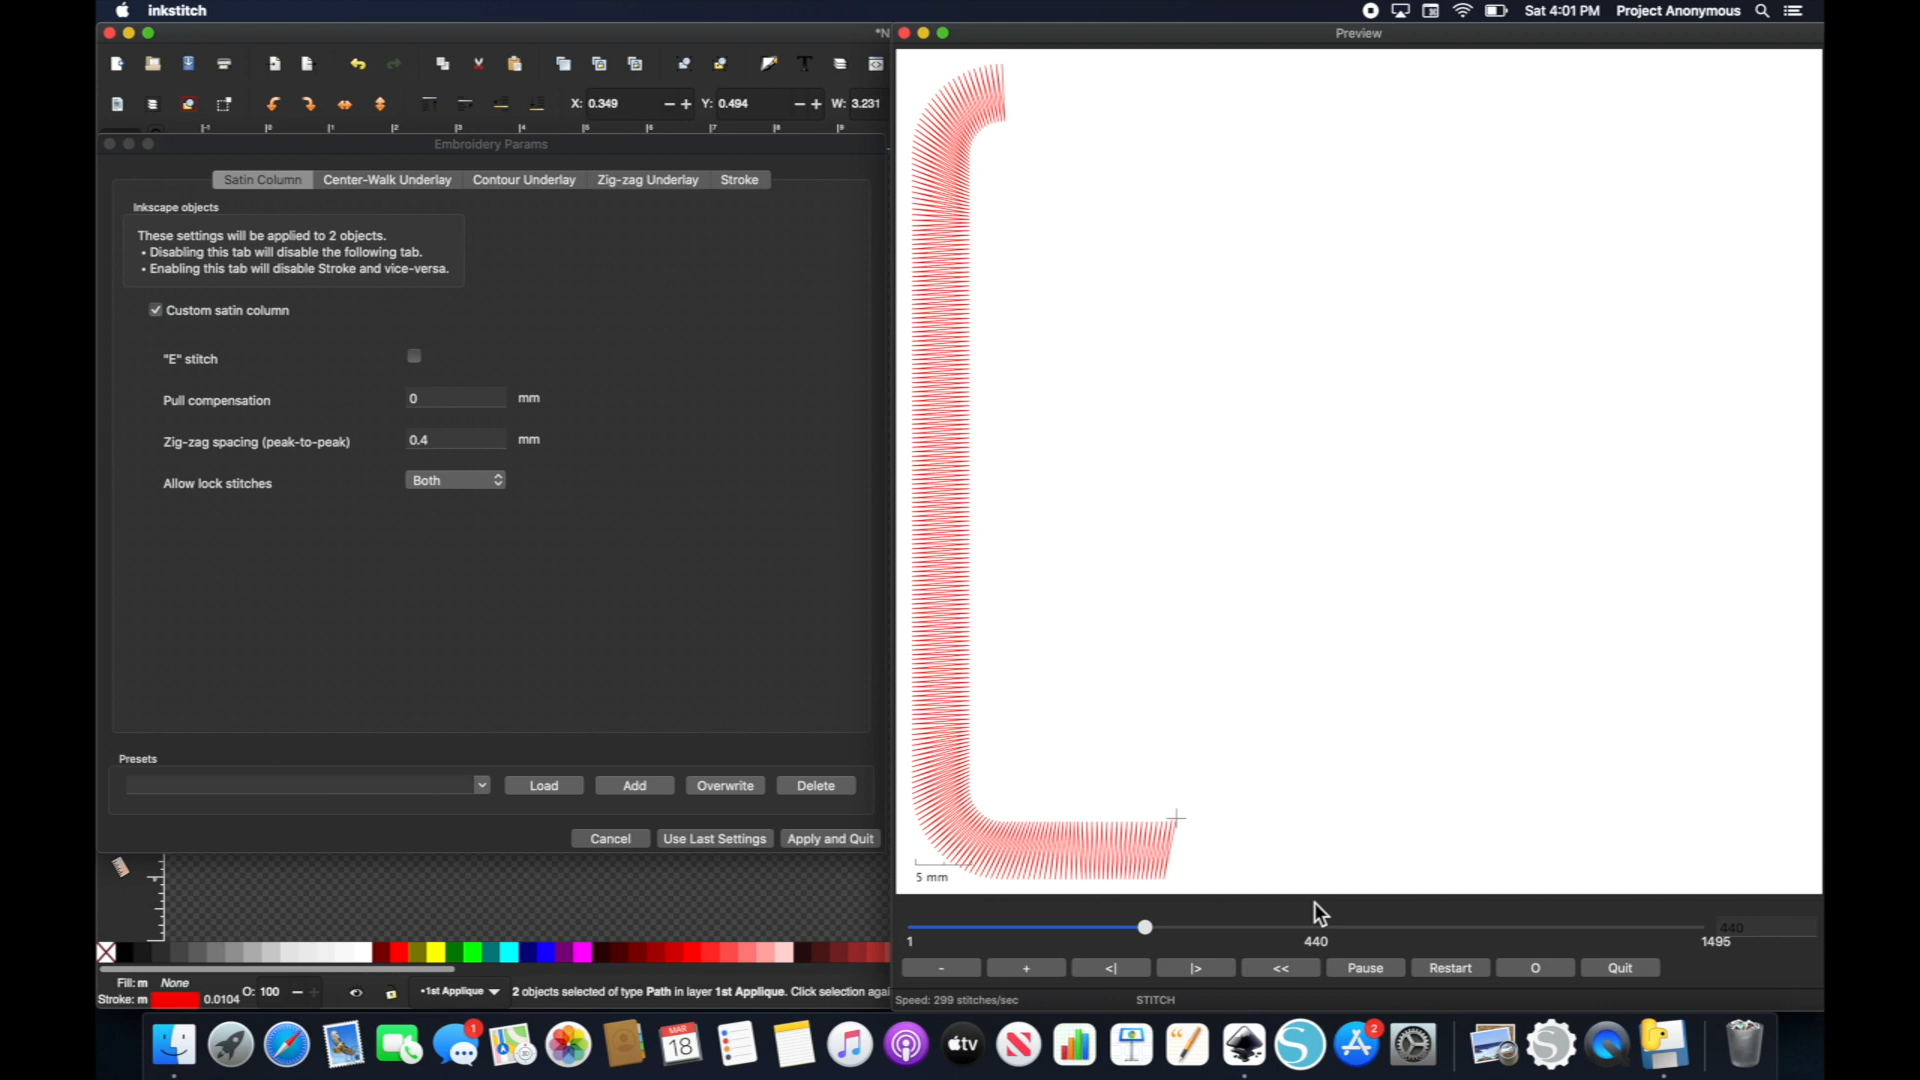 inkstitch
Sat 4:01 PM
Project Anonymous
*N
Preview
X: 0.349
Y: 0.494
W: 3.231
Embroidery Params
Satin Column
Center-Walk Underlay
Contour Underlay
Zig-zag Underlay
Stroke
Inkscape objects
These settings will be applied to 2 objects.
• Disabling this tab will disable the following tab.
• Enabling this tab will disable Stroke and vice-versa.
Custom satin column
"E" stitch
Pull compensation
0
mm
Zig-zag spacing (peak-to-peak)
0.4
mm
Allow lock stitches
Both
Presets
Load
Add
Overwrite
Delete
Cancel
Use Last Settings
Apply and Quit
5 mm
1
440
1495
440
-
+
<|
|>
<<
Pause
Restart
O
Quit
Speed: 299 stitches/sec
STITCH
Fill: m None
Stroke: m
0.0104
O: 100
•1st Applique
2 objects selected of type Path in layer 1st Applique. Click selection agai
1
MAR
18
tv
2